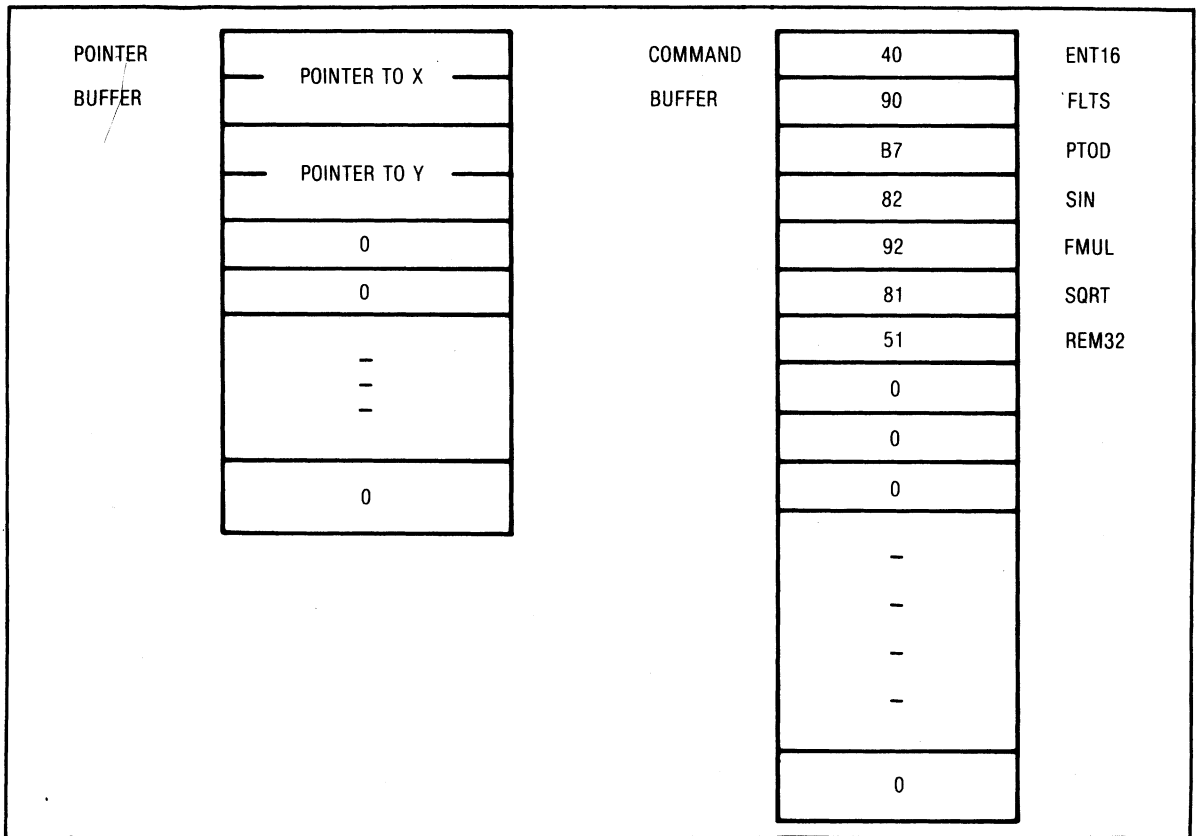 POINTER
BUFFER
POINTER TO X
POINTER TO Y
0
0
0
COMMAND
BUFFER
40 ENT16
90 FLTS
B7 PTOD
82 SIN
92 FMUL
81 SQRT
51 REM32
0
0
0
0